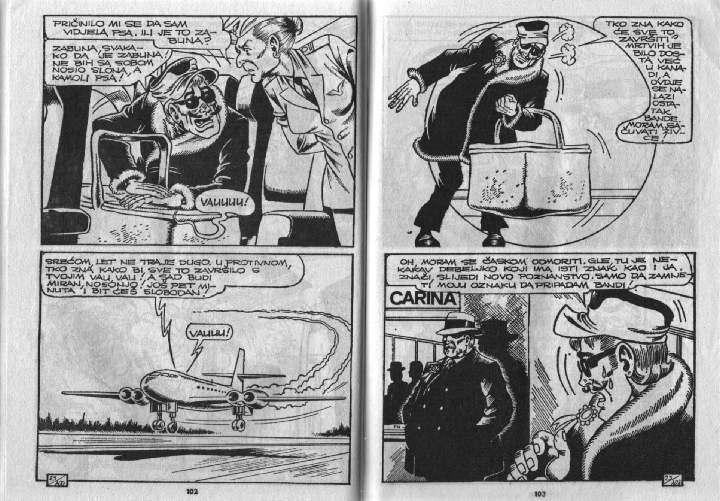 PRIČINILO MI SE DA SAM
VIDJELA PSA, ILI JE TO ZA-
BUNA?
ZABUNA, SVAKA-
KO DA JE ZABUNA!
NE BIH SA SOBOM
NOSIO SLONA, A
KAMOLI PSA!
VAUUUU!
SREĆOM, LET NE TRAJE DUGO. U PROTIVNOM,
TKO ZNA KAKO BI SVE TO ZAVRŠILO S
TVOJIM VAU, VAU! A SAD BUDI
MIRAN, NOSONJO! JOŠ PET MI-
NUTA I BIT ĆEŠ SLOBODAN!
VAUUU!
102
TKO ZNA KAKO
ĆE SVE TO
ZAVRŠITI?
MRTVIH JE
BILO DOS-
TA VEĆ
U KANA-
DI, A
OVDJE
SE NA-
LAZI
OSTA-
TAK
BANDE.
MORAM SA-
ČUVATI ŽIV-
CE!
OH, MORAM SE ČASKOM ODMORITI. GLE, TU JE NE-
KAKAV DEBELJKO KOJI IMA ISTI ZNAK KAO I JA.
ZNAČI, SLIJEDI NOVO POZNANSTVO, SAMO DA ZAMIJE-
TI MOJU OZNAKU DA PRIPADAM BANDI!
CARINA
103